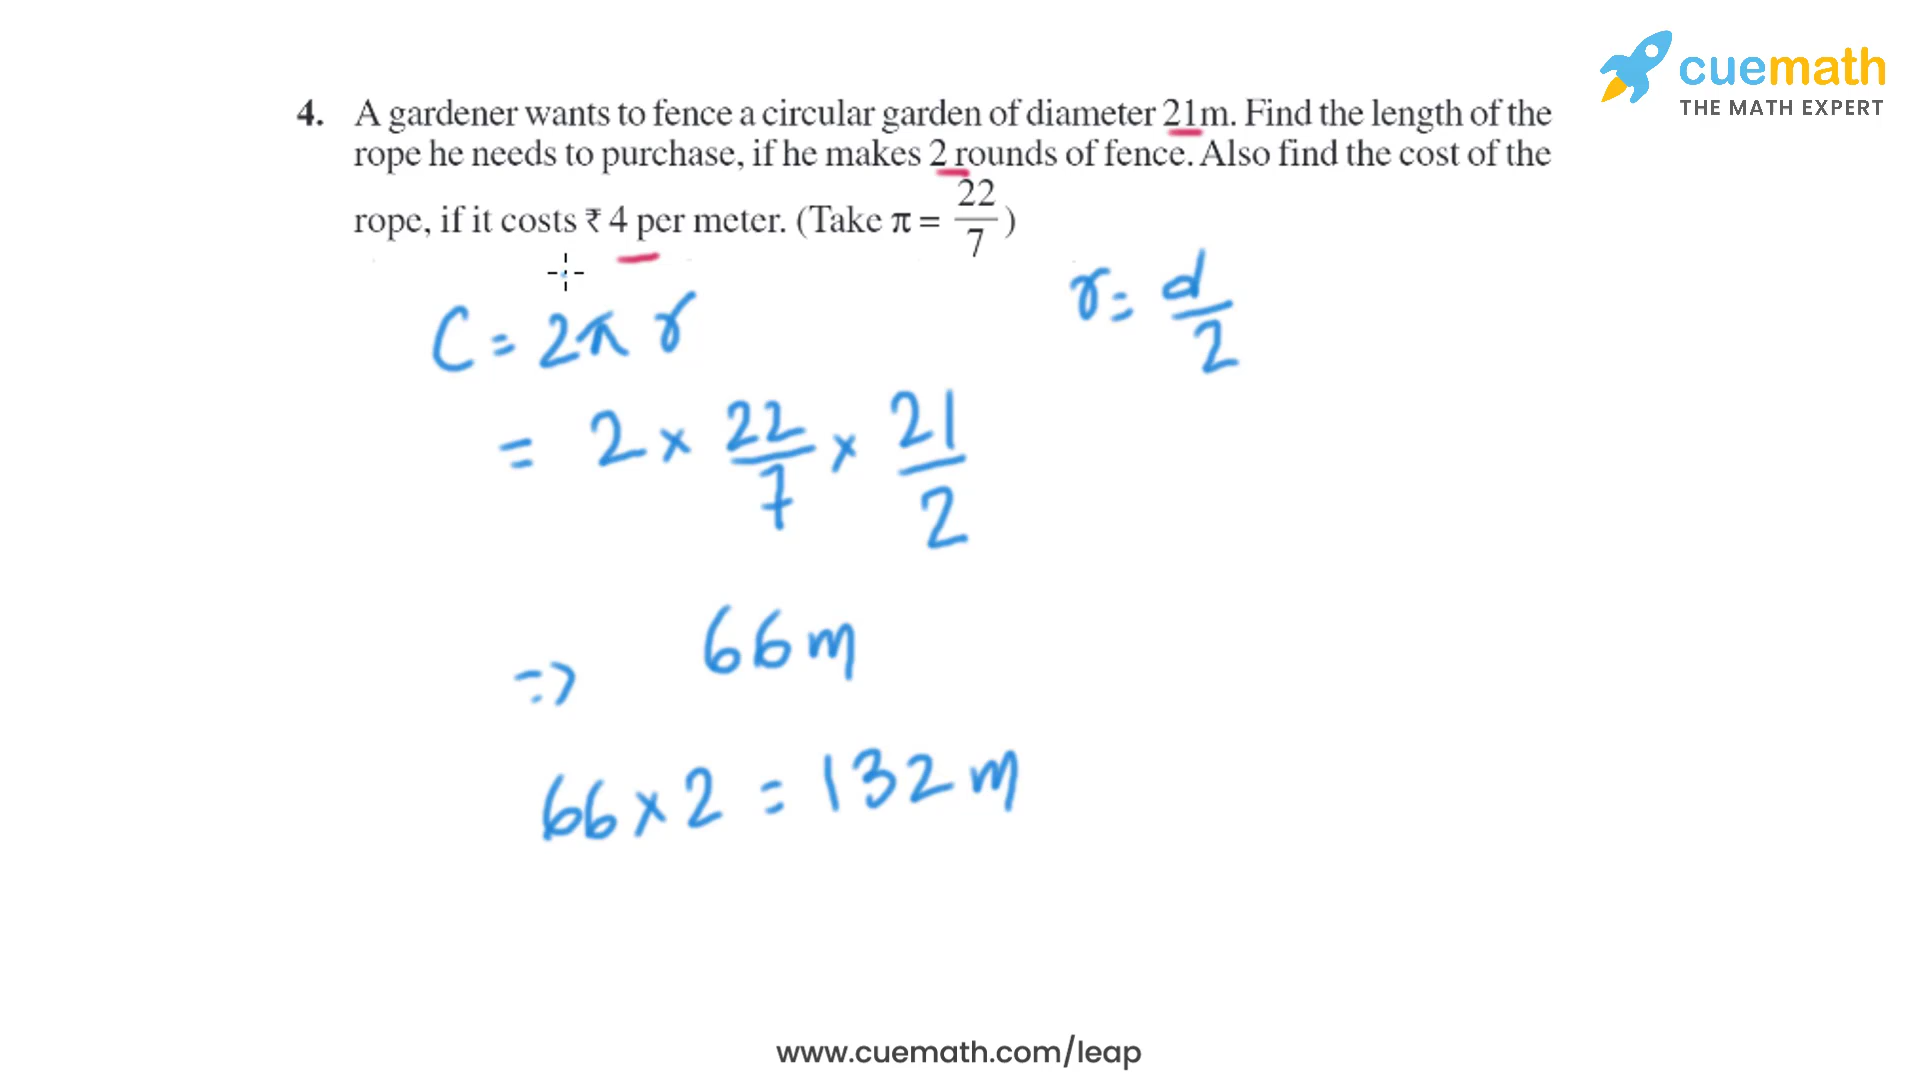 cuemath
THE MATH EXPERT
4. A gardener wants to fence a circular garden of diameter 21m. Find the length of the
rope he needs to purchase, if he makes 2 rounds of fence. Also find the cost of the
rope, if it costs ₹ 4 per meter. (Take π = 22/7)
C = 2π r
r = d/2
= 2 × 22/7 × 21/2
⇒ 66 m
66 × 2 = 132 m
www.cuemath.com/leap